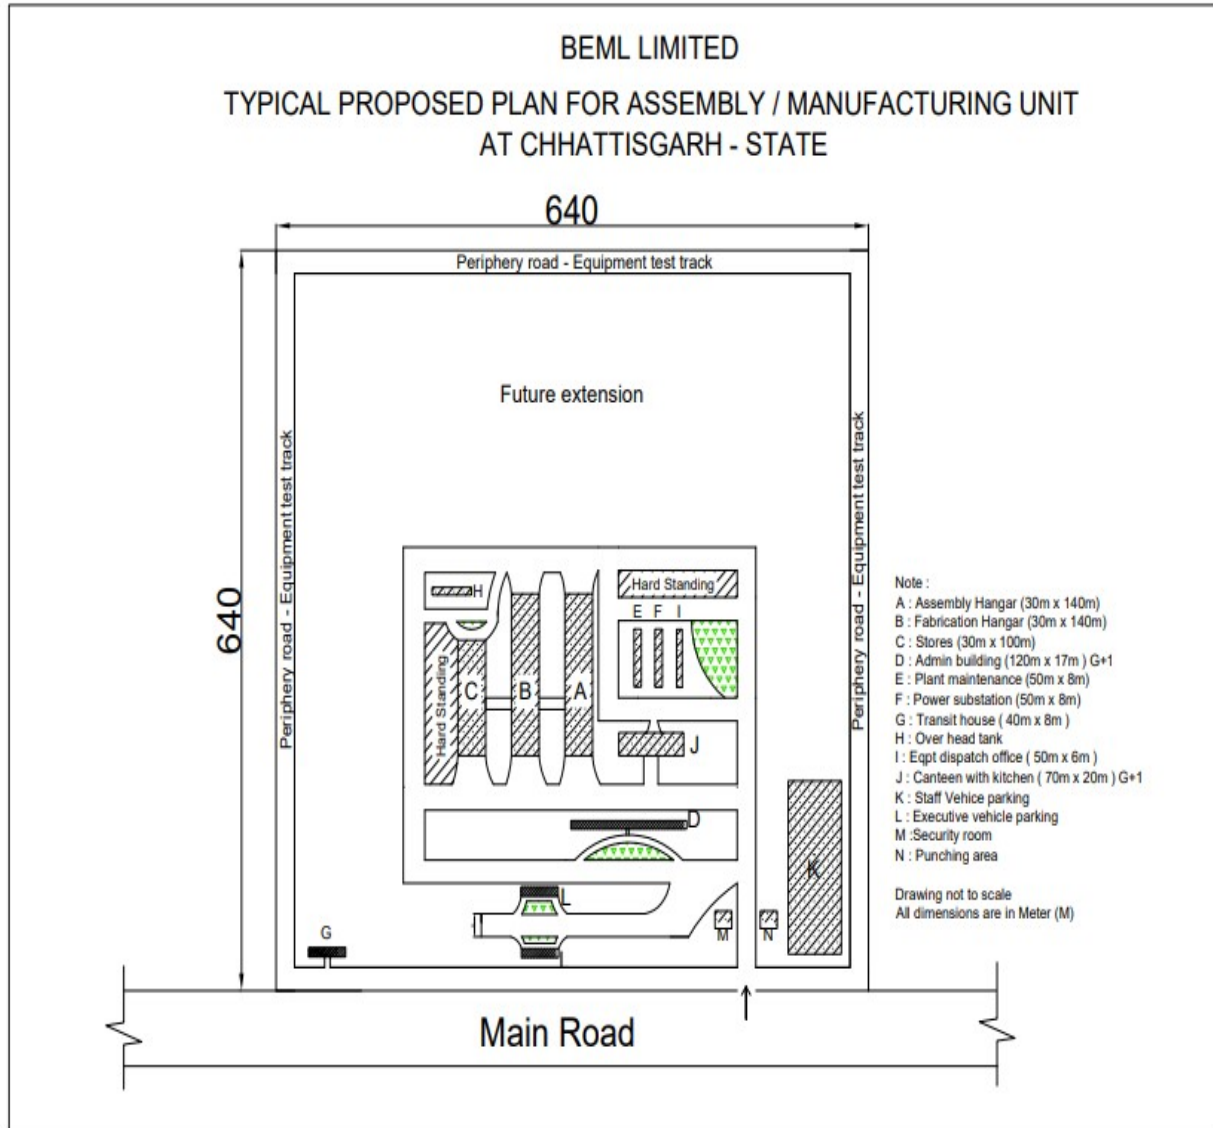 BEML LIMITED
TYPICAL PROPOSED PLAN FOR ASSEMBLY / MANUFACTURING UNIT
AT CHHATTISGARH - STATE
640
Periphery road - Equipment test track
Future extension
640
Periphery road - Equipment test track
Periphery road - Equipment test track
H
Hard Standing
E F I
Hard Standing
C B A
J
D
K
L
M N
G
L
Main Road
Note :
A : Assembly Hangar (30m x 140m)
B : Fabrication Hangar (30m x 140m)
C : Stores (30m x 100m)
D : Admin building (120m x 17m ) G+1
E : Plant maintenance (50m x 8m)
F : Power substation (50m x 8m)
G : Transit house ( 40m x 8m )
H : Over head tank
I : Eqpt dispatch office ( 50m x 6m )
J : Canteen with kitchen ( 70m x 20m ) G+1
K : Staff Vehice parking
L : Executive vehicle parking
M :Security room
N : Punching area
Drawing not to scale
All dimensions are in Meter (M)